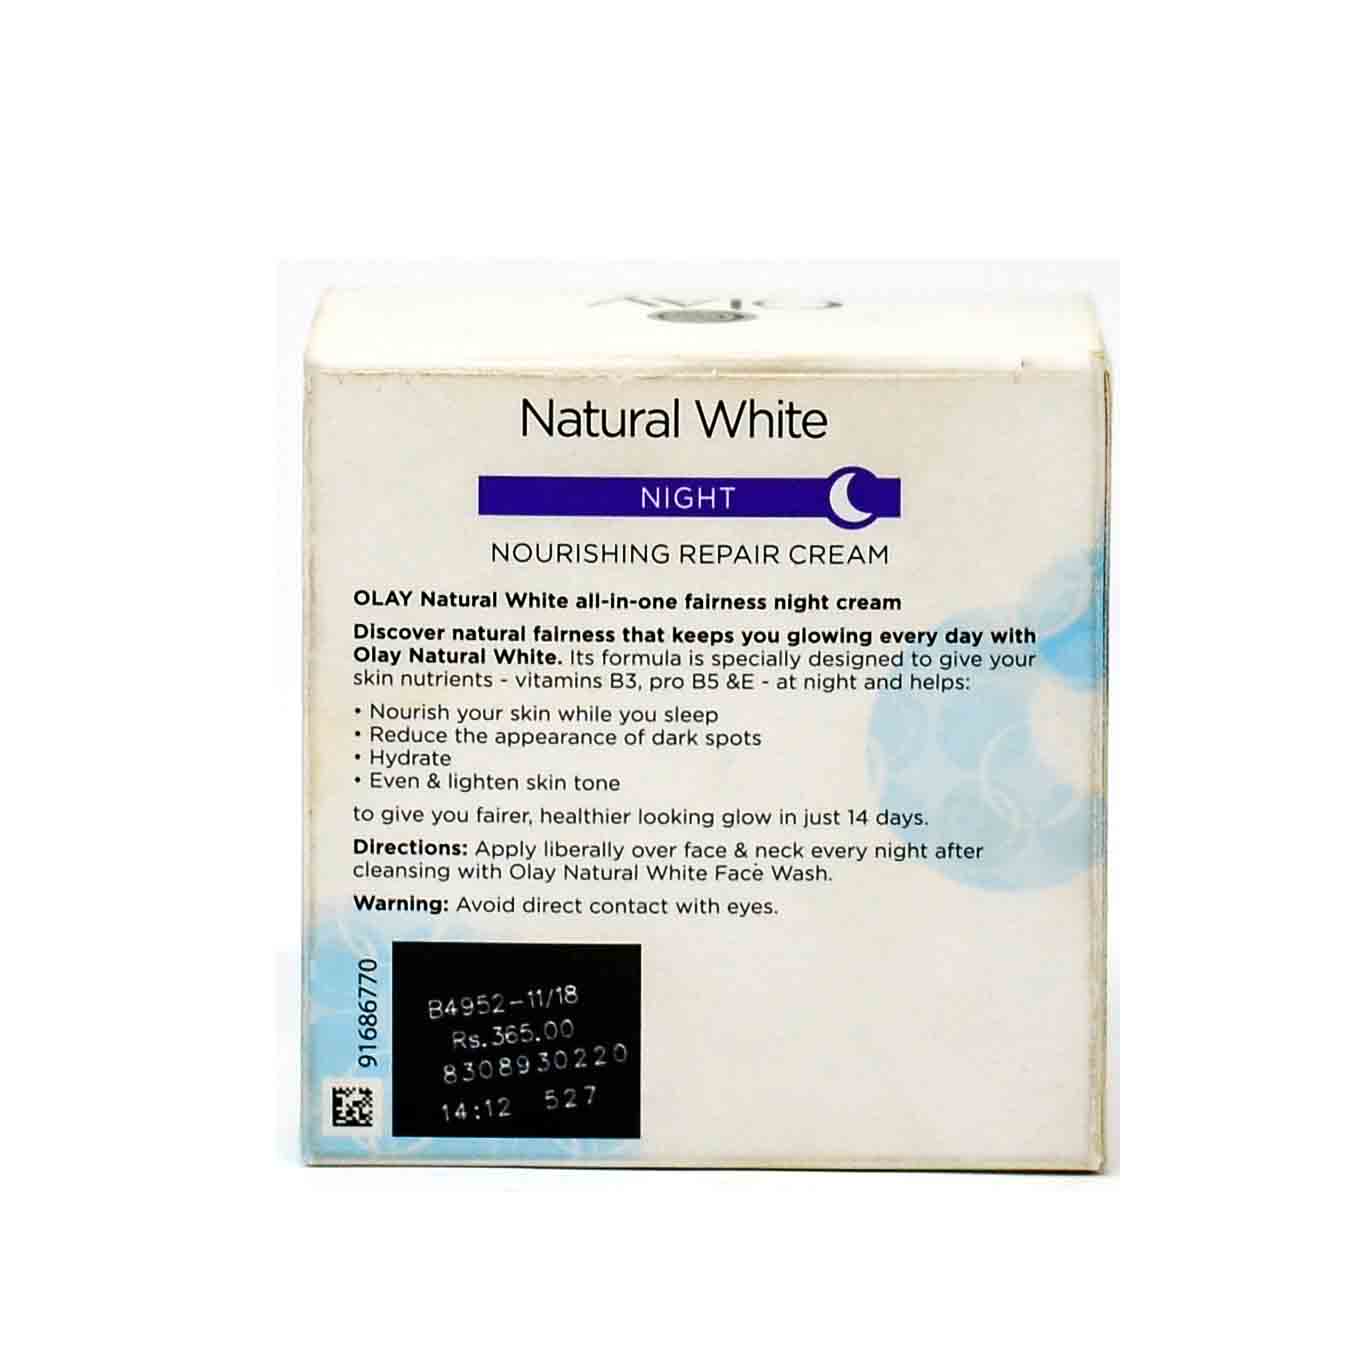 OLAY
Natural White
NIGHT
NOURISHING REPAIR CREAM
OLAY Natural White all-in-one fairness night cream
Discover natural fairness that keeps you glowing every day with
Olay Natural White. Its formula is specially designed to give your
skin nutrients - vitamins B3, pro B5 &E - at night and helps:
• Nourish your skin while you sleep
• Reduce the appearance of dark spots
• Hydrate
• Even & lighten skin tone
to give you fairer, healthier looking glow in just 14 days.
Directions: Apply liberally over face & neck every night after
cleansing with Olay Natural White Face Wash.
Warning: Avoid direct contact with eyes.
91686770
B4952-11/18
Rs.365.00
8308930220
14:12 527